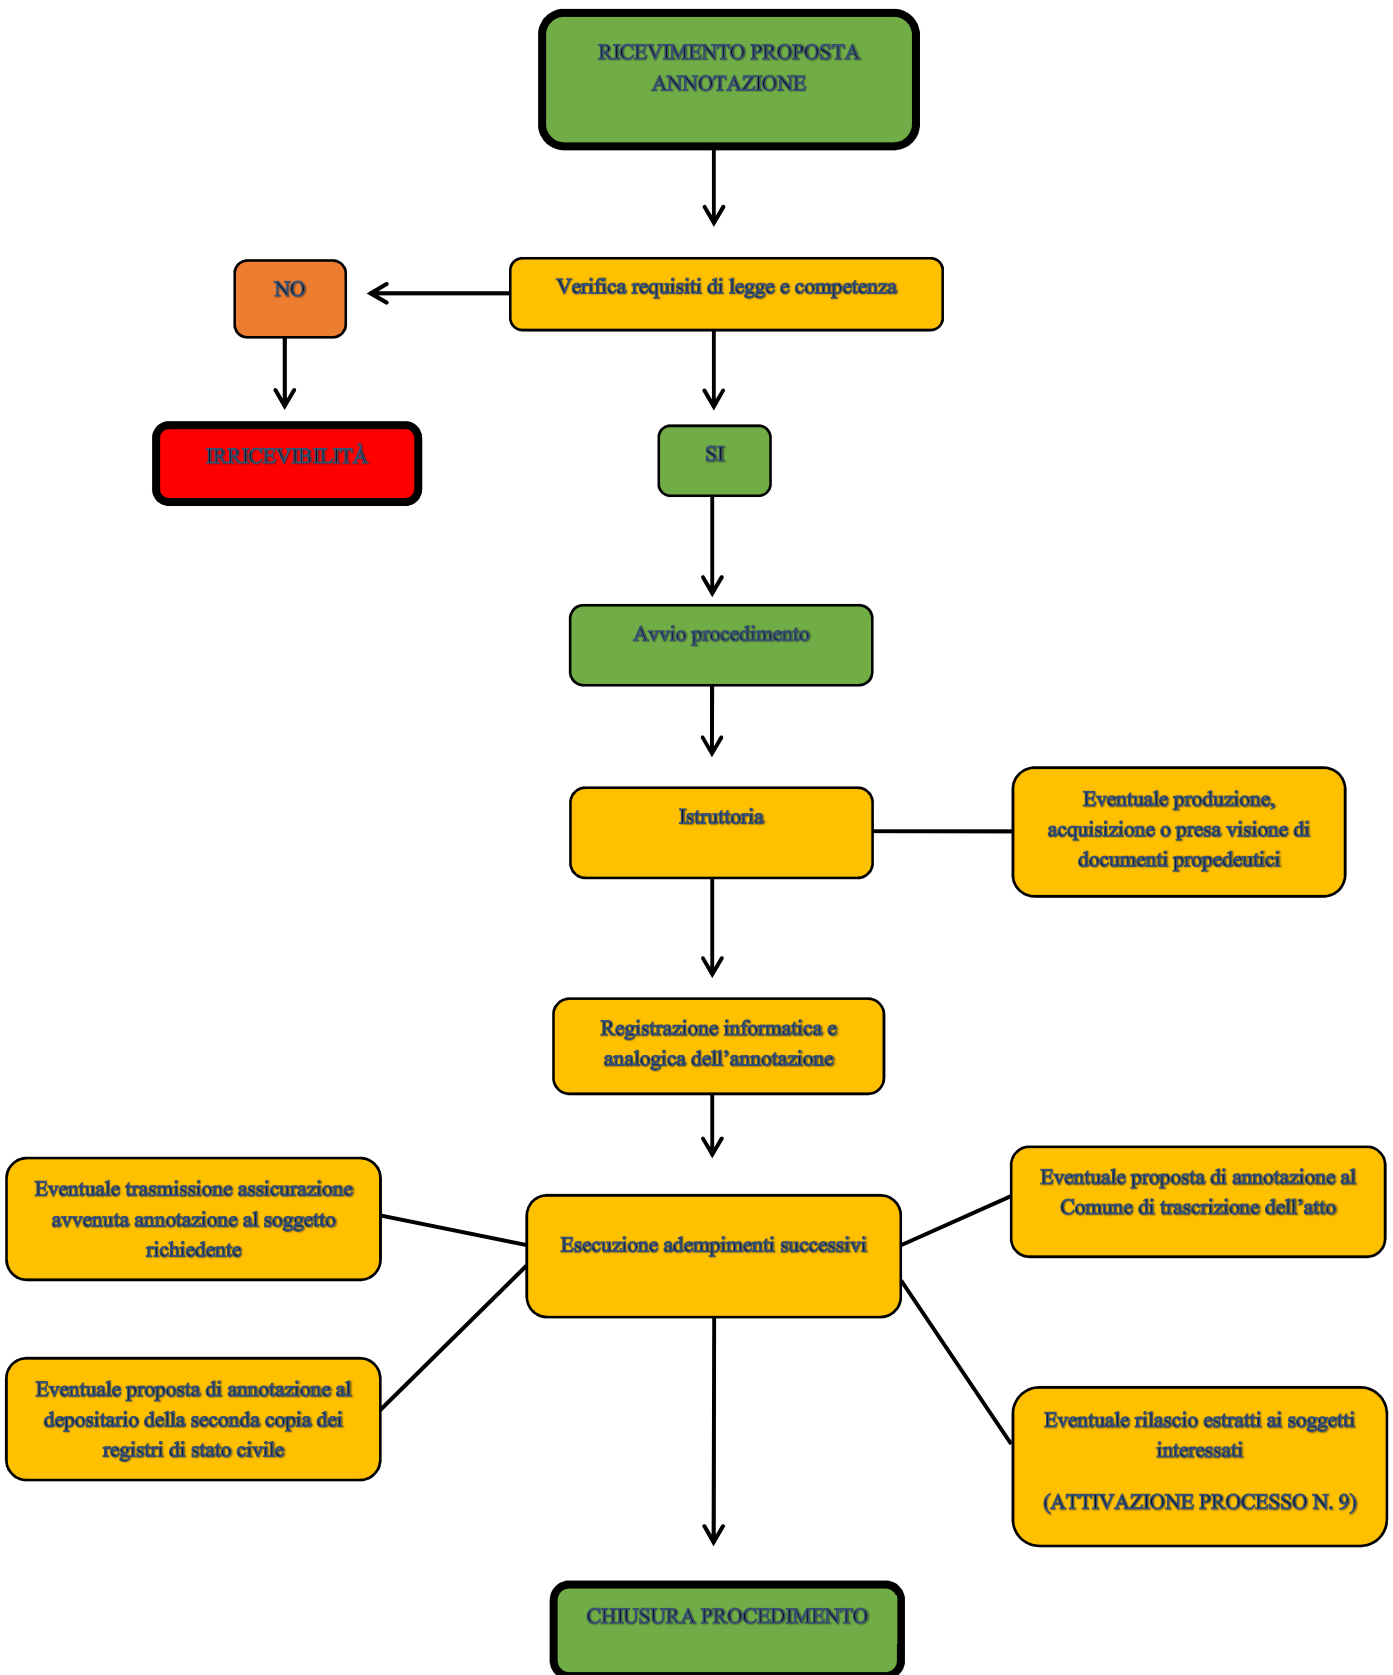 RICEVIMENTO PROPOSTA
ANNOTAZIONE
Verifica requisiti di legge e competenza
NO
IRRICEVIBILITÀ
SI
Avvio procedimento
Istruttoria
Eventuale produzione,
acquisizione o presa visione di
documenti propedeutici
Registrazione informatica e
analogica dell’annotazione
Eventuale trasmissione assicurazione
avvenuta annotazione al soggetto
richiedente
Esecuzione adempimenti successivi
Eventuale proposta di annotazione al
Comune di trascrizione dell’atto
Eventuale proposta di annotazione al
depositario della seconda copia dei
registri di stato civile
Eventuale rilascio estratti ai soggetti
interessati
(ATTIVAZIONE PROCESSO N. 9)
CHIUSURA PROCEDIMENTO